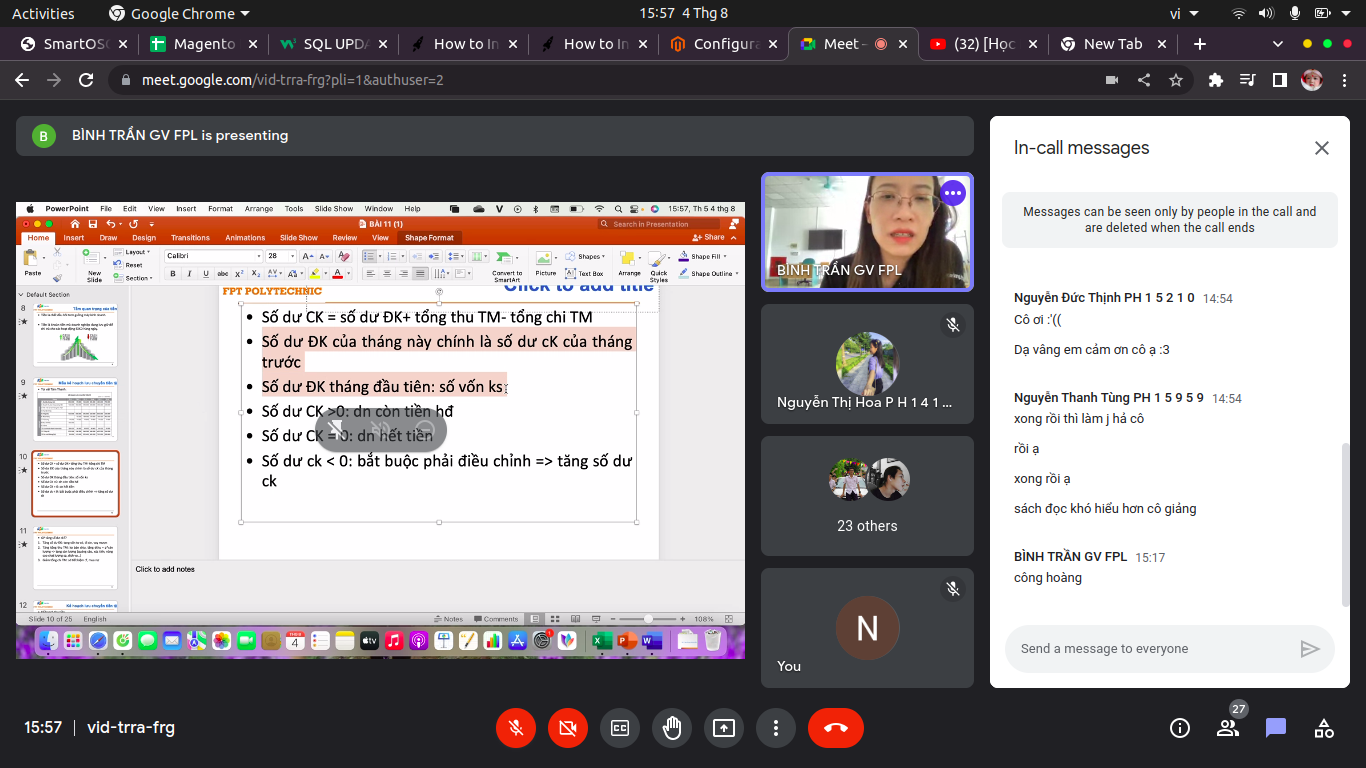 Activities
Google Chrome
15:57 4 Thg 8
vi
SmartOS
Magento
SQL UPD
How to In
How to In
Configura
Meet -
(32) [Học
New Tab
meet.google.com/vid-trra-frg?pli=1&authuser=2
B
BÌNH TRẦN GV FPL is presenting
PowerPoint File Edit View Insert Format Arrange Tools Slide Show Window Help
15:57, Th 5 4 thg 8
BÀI 11 (1)
Search in Presentation
Home Insert Draw Design Transitions Animations Slide Show Review View Shape Format
Share
Paste
New Slide
Layout
Reset
Section
Calibri
28
Convert to SmartArt
Picture
Shapes
Text Box
Arrange
Quick Styles
Shape Fill
Shape Outline
Default Section
8
9
10
11
12
FPT POLYTECHNIC
Click to add title
Số dư CK = số dư ĐK+ tổng thu TM- tổng chi TM
Số dư ĐK của tháng này chính là số dư cK của tháng
trước
Số dư ĐK tháng đầu tiên: số vốn ks
Số dư CK >0: dn còn tiền hđ
Số dư CK = 0: dn hết tiền
Số dư ck < 0: bắt buộc phải điều chỉnh => tăng số dư
ck
Click to add notes
Slide 10 of 25
English
Notes
Comments
108%
BÌNH TRẦN GV FPL
Nguyễn Thị Hoa P H 1 4 1 ...
23 others
N
You
In-call messages
Messages can be seen only by people in the call and
are deleted when the call ends
Nguyễn Đức Thịnh PH 1 5 2 1 0 14:54
Cô ơi :'((
Dạ vâng em cảm ơn cô ạ :3
Nguyễn Thanh Tùng PH 1 5 9 5 9 14:54
xong rồi thì làm j hả cô
rồi ạ
xong rồi ạ
sách đọc khó hiểu hơn cô giảng
BÌNH TRẦN GV FPL 15:17
công hoàng
Send a message to everyone
15:57
vid-trra-frg
27